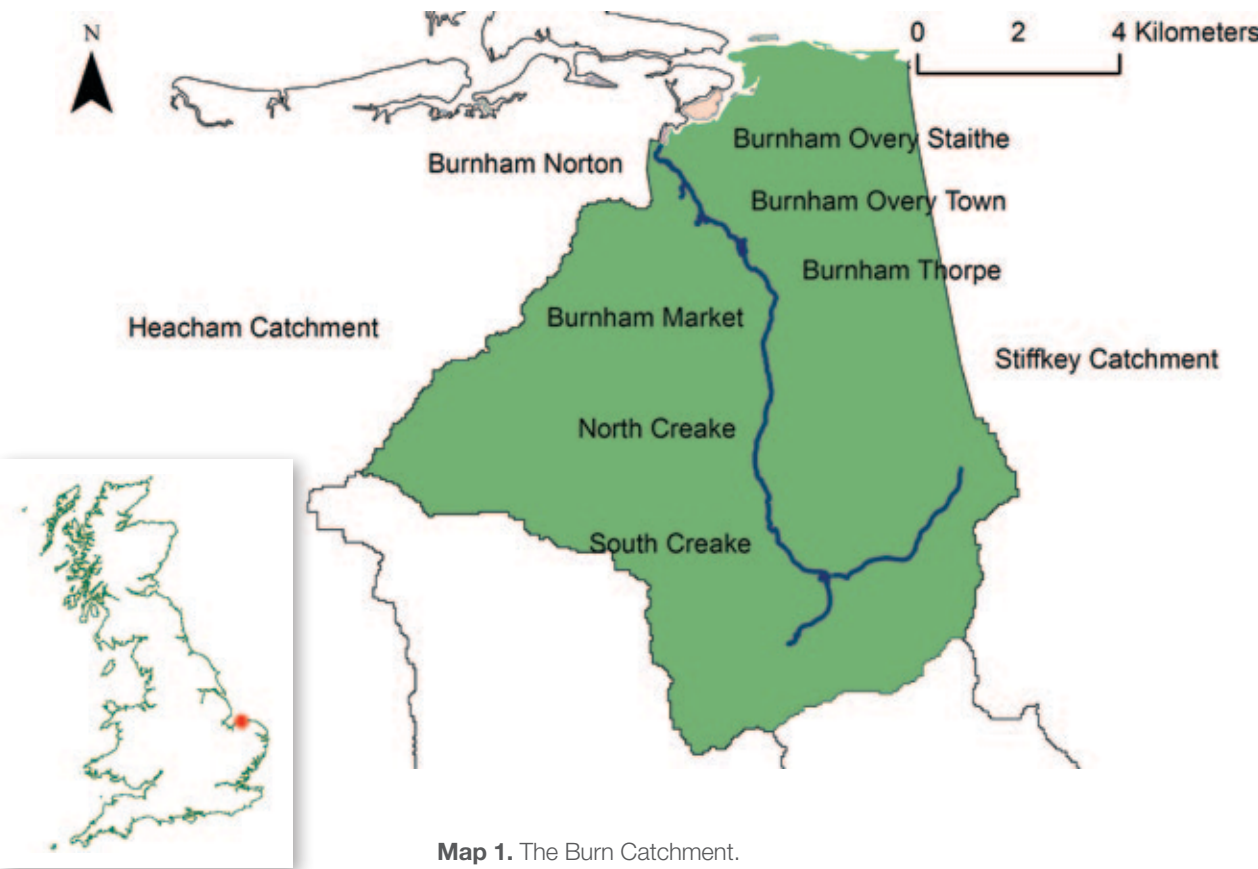 N
0 2 4 Kilometers
Burnham Overy Staithe
Burnham Norton
Burnham Overy Town
Burnham Thorpe
Burnham Market
Heacham Catchment
Stiffkey Catchment
North Creake
South Creake
Map 1. The Burn Catchment.